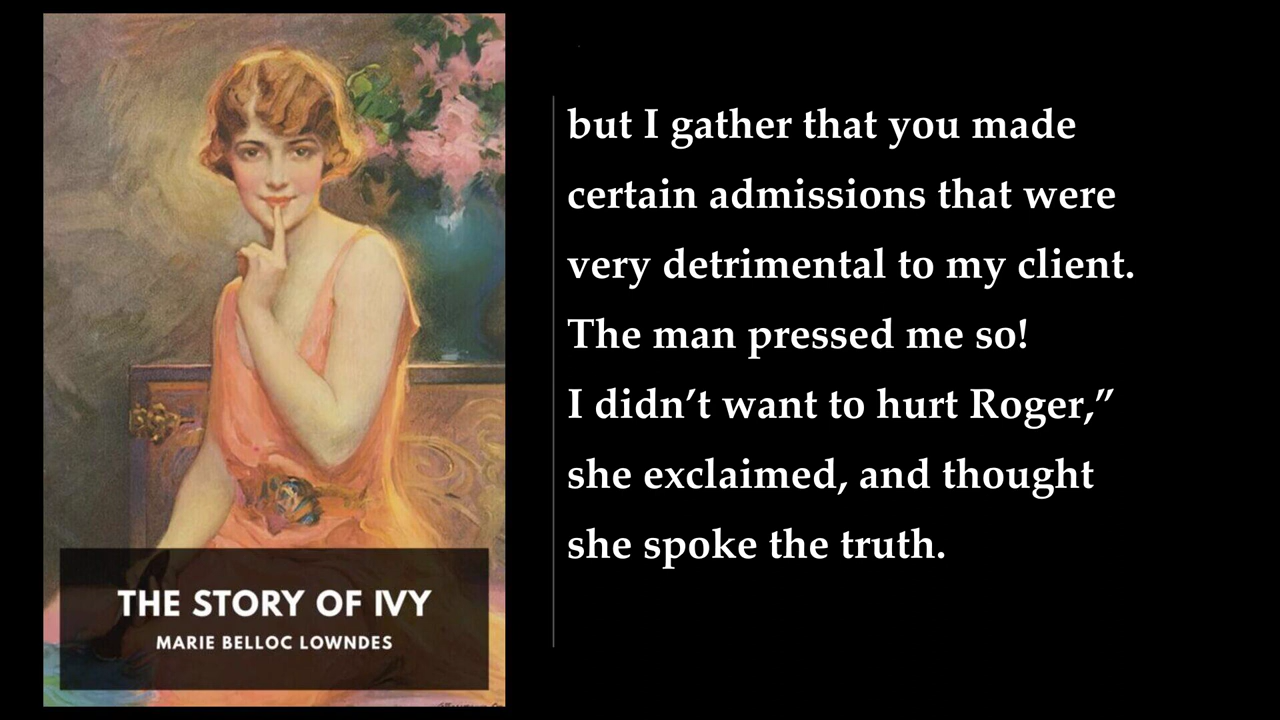 but I gather that you made
certain admissions that were
very detrimental to my client.
The man pressed me so!
I didn’t want to hurt Roger,”
she exclaimed, and thought
she spoke the truth.
THE STORY OF IVY
MARIE BELLOC LOWNDES